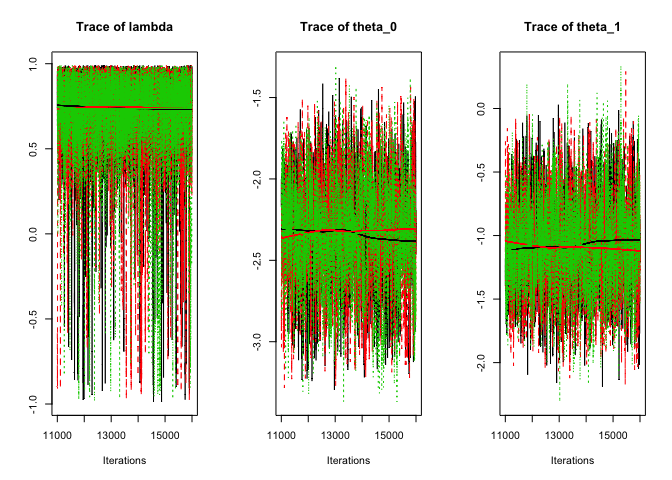 Trace of lambda
1.0
0.5
0.0
-0.5
-1.0
11000 13000 15000
Iterations
Trace of theta_0
-1.5
-2.0
-2.5
-3.0
11000 13000 15000
Iterations
Trace of theta_1
0.0
-0.5
-1.0
-1.5
-2.0
11000 13000 15000
Iterations